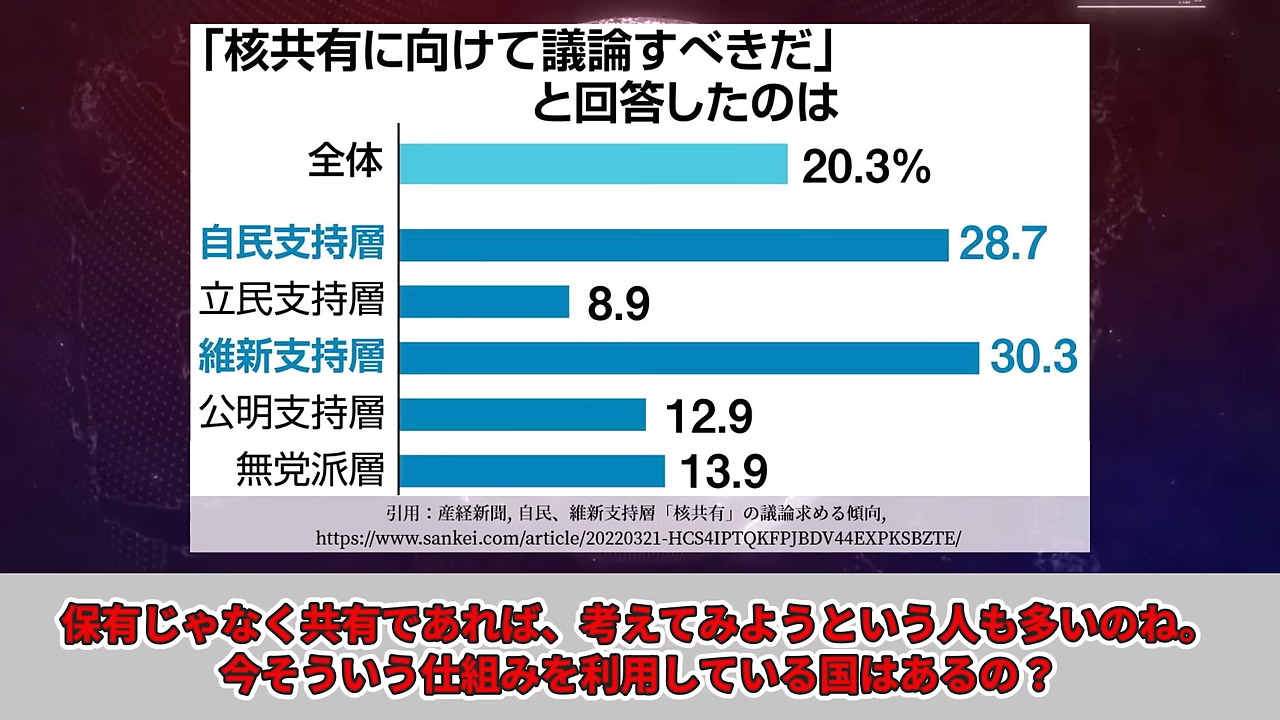 「核共有に向けて議論すべきだ」
と回答したのは
全体 20.3%
自民支持層 28.7
立民支持層 8.9
維新支持層 30.3
公明支持層 12.9
無党派層 13.9
引用：産経新聞, 自民、維新支持層「核共有」の議論求める傾向,
https://www.sankei.com/article/20220321-HCS4IPTQKFPJBDV44EXPKSBZTE/
保有じゃなく共有であれば、考えてみようという人も多いのね。
今そういう仕組みを利用している国はあるの？